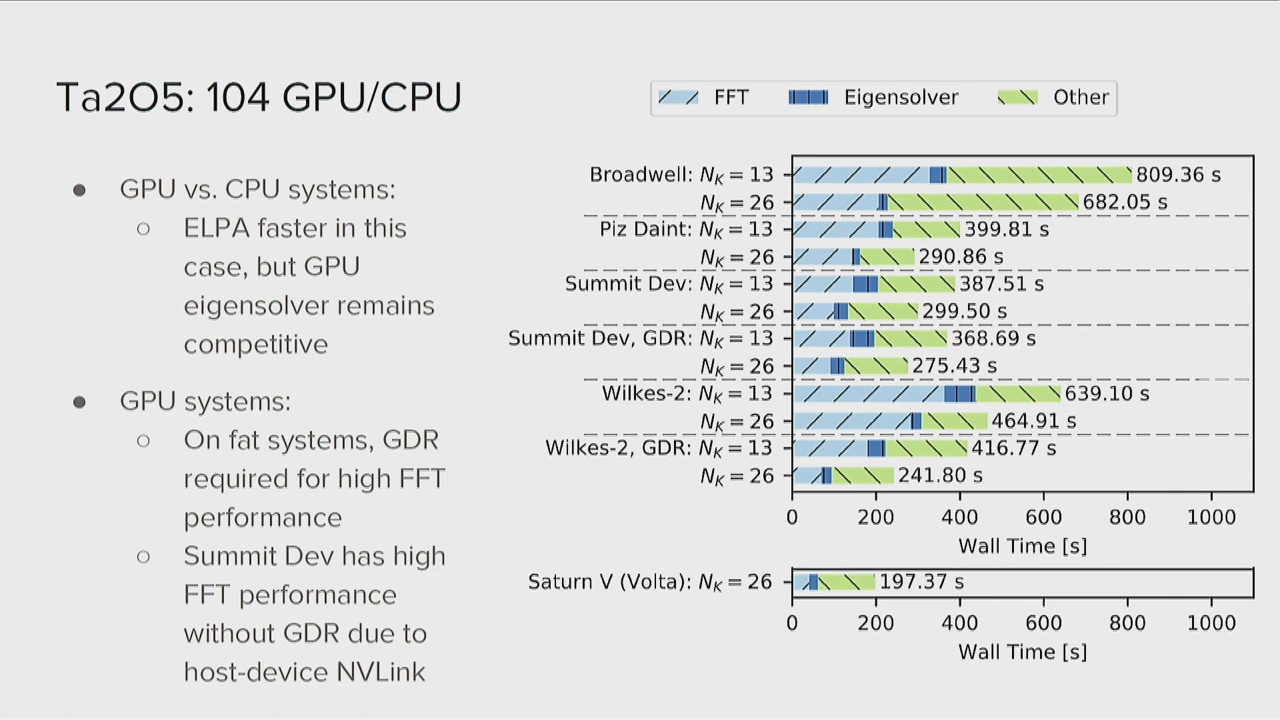 Ta2O5: 104 GPU/CPU
● GPU vs. CPU systems:
○ ELPA faster in this
case, but GPU
eigensolver remains
competitive
● GPU systems:
○ On fat systems, GDR
required for high FFT
performance
○ Summit Dev has high
FFT performance
without GDR due to
host-device NVLink
FFT Eigensolver Other
Broadwell: N_K = 13 809.36 s
N_K = 26 682.05 s
Piz Daint: N_K = 13 399.81 s
N_K = 26 290.86 s
Summit Dev: N_K = 13 387.51 s
N_K = 26 299.50 s
Summit Dev, GDR: N_K = 13 368.69 s
N_K = 26 275.43 s
Wilkes-2: N_K = 13 639.10 s
N_K = 26 464.91 s
Wilkes-2, GDR: N_K = 13 416.77 s
N_K = 26 241.80 s
0 200 400 600 800 1000
Wall Time [s]
Saturn V (Volta): N_K = 26 197.37 s
0 200 400 600 800 1000
Wall Time [s]